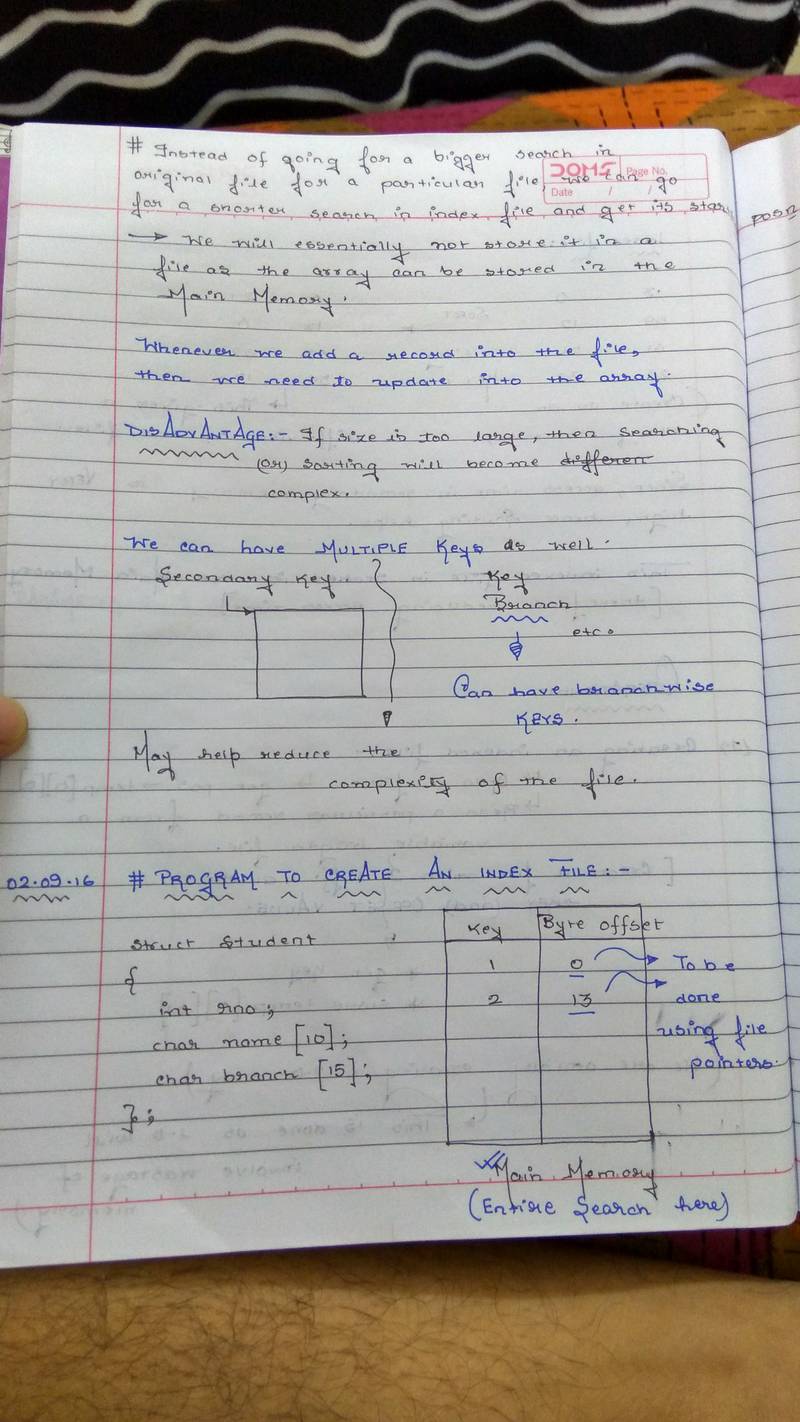 # Instead of going for a bigger search in
DOMS Page No.
Date / /
original file for a particular file, we can go
for a shorter search in index file and get its start
posn
→ We will essentially not store it in a
file as the array can be stored in the
Main Memory.
Whenever we add a record into the file,
then we need to update into the array.
DISADVANTAGE:- If size is too large, then searching
(or) sorting will become differen
complex.
We can have MULTIPLE Keys as well.
Secondary Key
Key
Branch
etc.
Can have branchwise
KEYS.
May help reduce the
complexity of the file.
02.09.16 # PROGRAM TO CREATE AN INDEX FILE:-
struct student
{
int rno;
char name [10];
char branch [15];
};
Key Byte offset
1 0
2 13
To be
done
using file
pointers.
Main Memory
(Entire Search here)